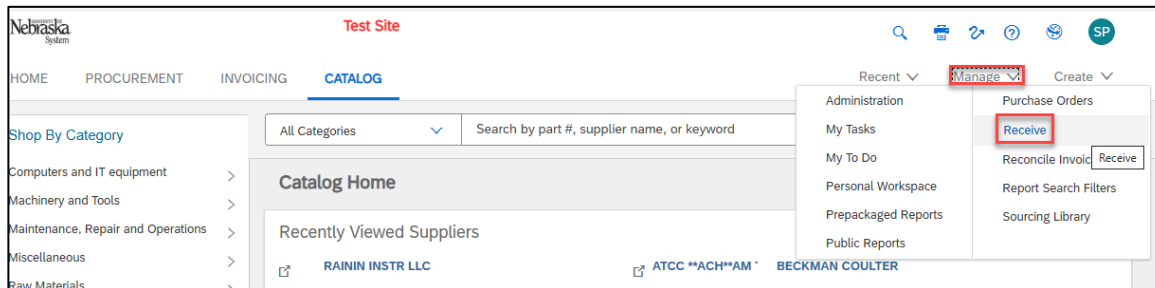 UNIVERSITY OF
Nebraska
System
Test Site
SP
HOME PROCUREMENT INVOICING CATALOG
Recent Manage Create
Administration
My Tasks
My To Do
Personal Workspace
Prepackaged Reports
Public Reports
Purchase Orders
Receive
Reconcile Invoic
Receive
Report Search Filters
Sourcing Library
Shop By Category
Computers and IT equipment
Machinery and Tools
Maintenance, Repair and Operations
Miscellaneous
Raw Materials
All Categories
Search by part #, supplier name, or keyword
Catalog Home
Recently Viewed Suppliers
RAININ INSTR LLC
ATCC **ACH**AM
BECKMAN COULTER